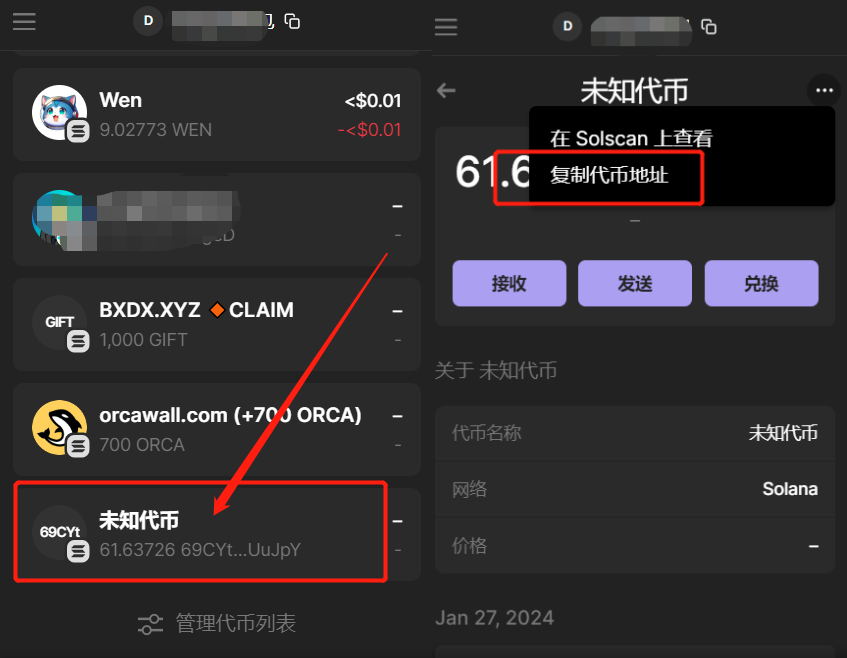 D
Wen
<$0.01
9.02773 WEN
-<$0.01
–
-
GIFT
BXDX.XYZ 🔸CLAIM
–
1,000 GIFT
-
orcawall.com (+700 ORCA)
–
700 ORCA
-
69CYt
未知代币
–
61.63726 69CYt...UuJpY
-
管理代币列表
D
未知代币
在 Solscan 上查看
61.6
复制代币地址
–
接收
发送
兑换
关于 未知代币
代币名称
未知代币
网络
Solana
价格
–
Jan 27, 2024